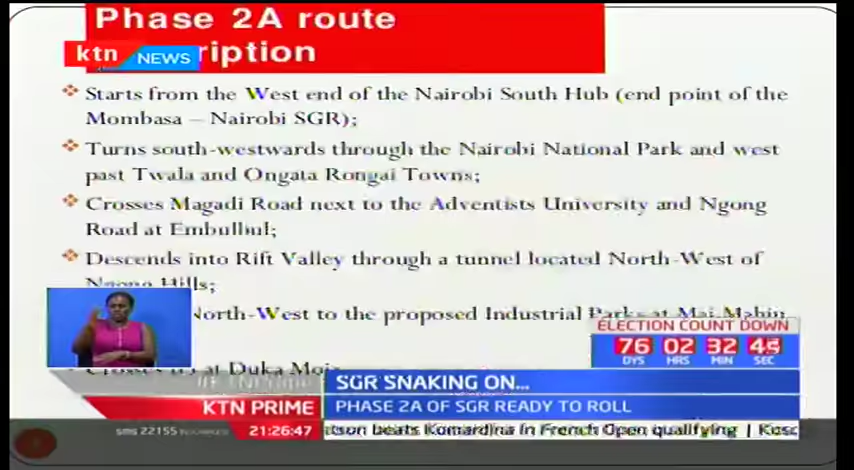 Phase 2A route
ktn NEWS ription
Starts from the West end of the Nairobi South Hub (end point of the
Mombasa – Nairobi SGR);
Turns south-westwards through the Nairobi National Park and west
past Twala and Ongata Rongai Towns;
Crosses Magadi Road next to the Adventists University and Ngong
Road at Embulbul;
Descends into Rift Valley through a tunnel located North-West of
Ngong Hills;
North-West to the proposed Industrial Parks at Mai Mahiu
ELECTION COUNT DOWN
76 02 32 45
DYS HRS MIN SEC
at Duka
SGR SNAKING ON...
KTN PRIME
PHASE 2A OF SGR READY TO ROLL
sms 22155
21:26:47
beats Komardina in French Open qualifying |